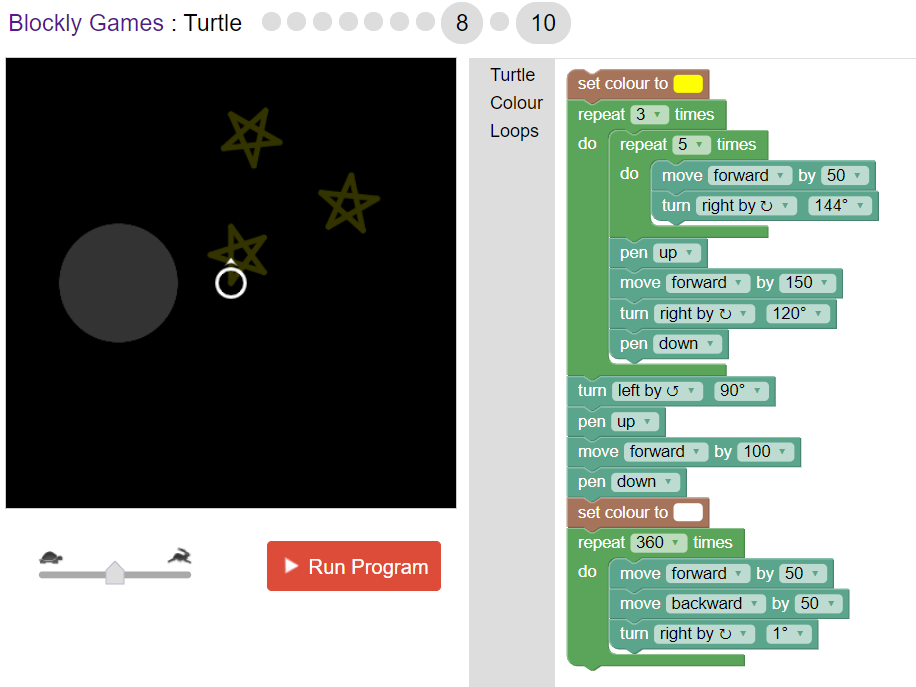 Blockly Games : Turtle 8 10
Turtle
Colour
Loops
set colour to
repeat 3 times
do repeat 5 times
do move forward by 50
turn right by ↻ 144°
pen up
move forward by 150
turn right by ↻ 120°
pen down
turn left by ↺ 90°
pen up
move forward by 100
pen down
set colour to
repeat 360 times
do move forward by 50
move backward by 50
turn right by ↻ 1°
Run Program